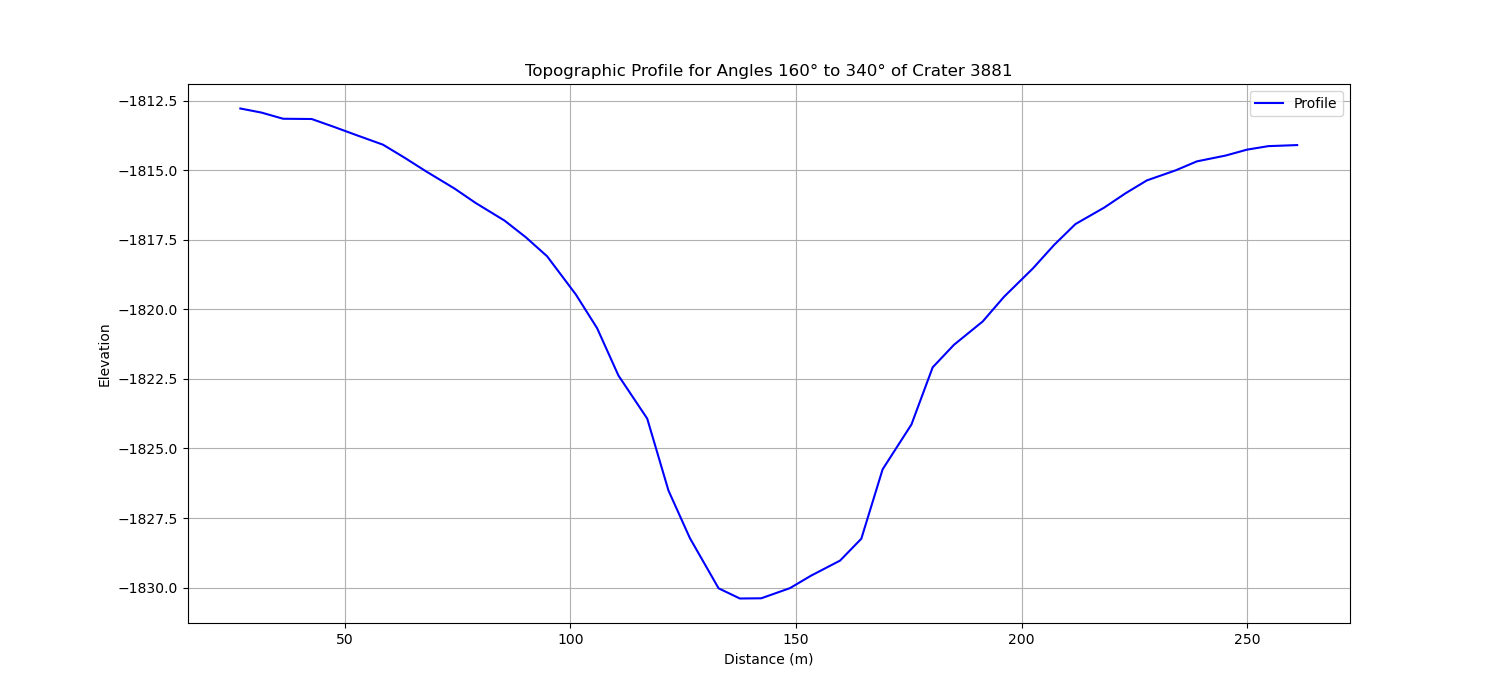 Topographic Profile for Angles 160° to 340° of Crater 3881
Profile
−1812.5
−1815.0
−1817.5
−1820.0
−1822.5
−1825.0
−1827.5
−1830.0
Elevation
50 100 150 200 250
Distance (m)